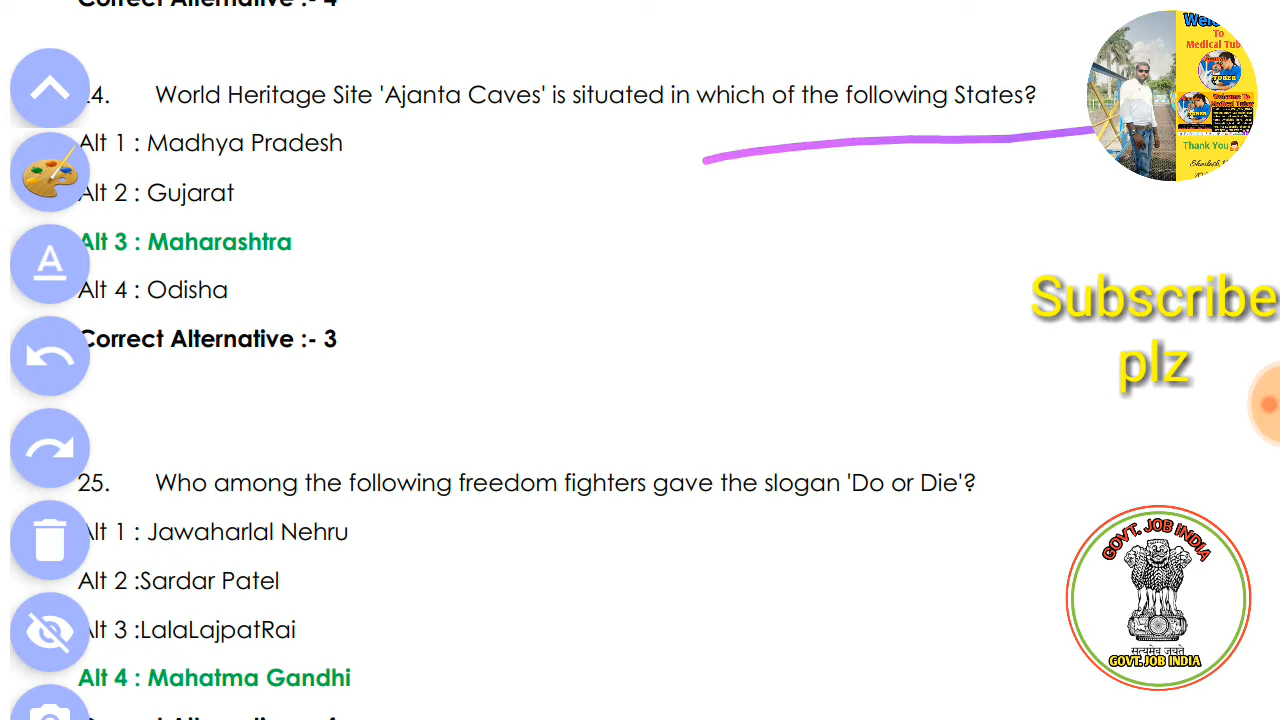 Correct Alternative :- 4
24. World Heritage Site 'Ajanta Caves' is situated in which of the following States?
Alt 1 : Madhya Pradesh
Alt 2 : Gujarat
Alt 3 : Maharashtra
Alt 4 : Odisha
Correct Alternative :- 3
25. Who among the following freedom fighters gave the slogan 'Do or Die'?
Alt 1 : Jawaharlal Nehru
Alt 2 :Sardar Patel
Alt 3 :LalaLajpatRai
Alt 4 : Mahatma Gandhi
To
Medical Tub
Thank You
Subscribe
plz
GOVT. JOB INDIA
सत्यमेव जयते
GOVT. JOB INDIA